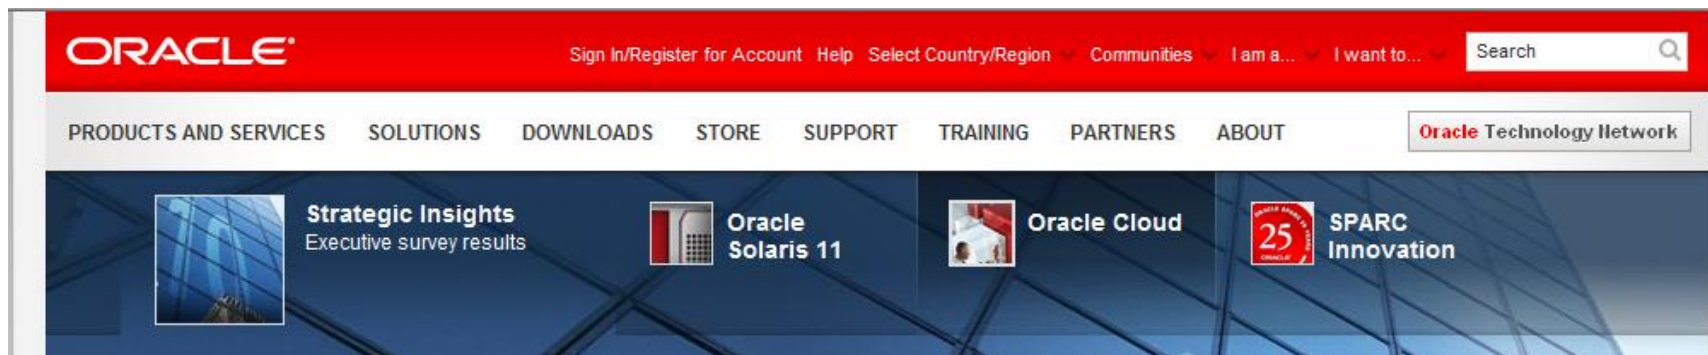 ORACLE
Sign In/Register for Account Help Select Country/Region Communities I am a... I want to... Search
PRODUCTS AND SERVICES SOLUTIONS DOWNLOADS STORE SUPPORT TRAINING PARTNERS ABOUT Oracle Technology Network
Strategic Insights
Executive survey results
Oracle
Solaris 11
Oracle Cloud
25
ORACLE
SPARC
Innovation
10